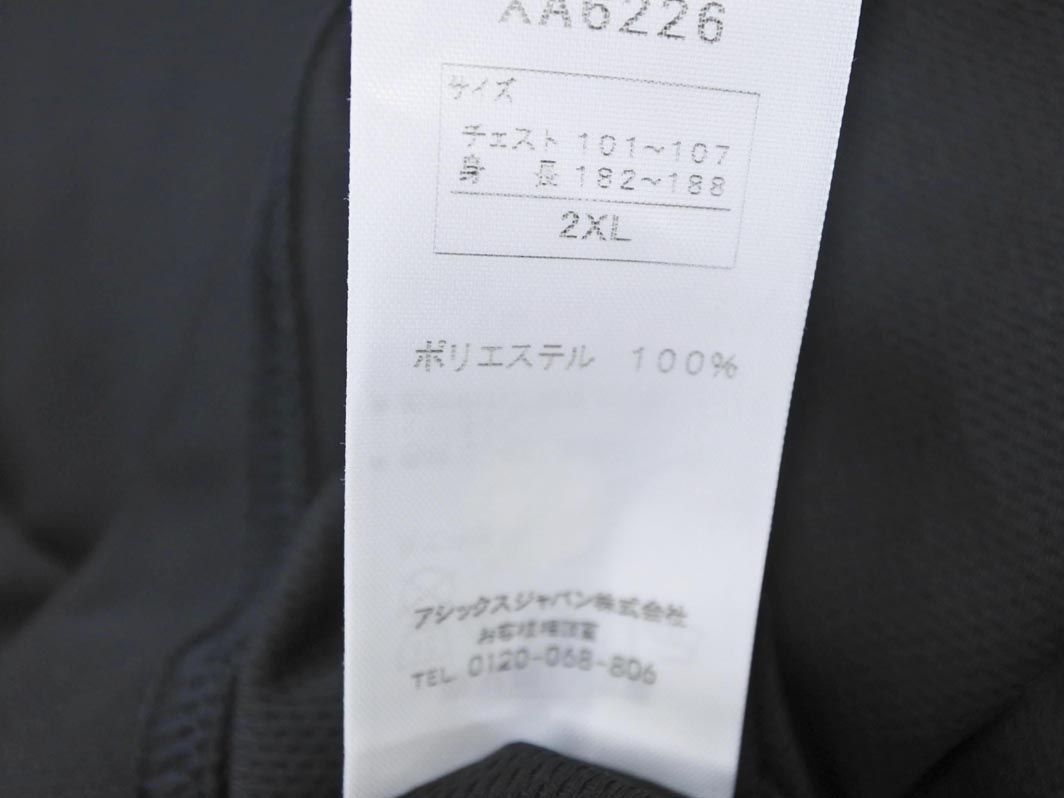 XA6226
サイズ
チェスト 101~107
身 長 182~188
2XL
ポリエステル 100%
アシックスジャパン株式会社
お客様相談室
TEL. 0120-068-806